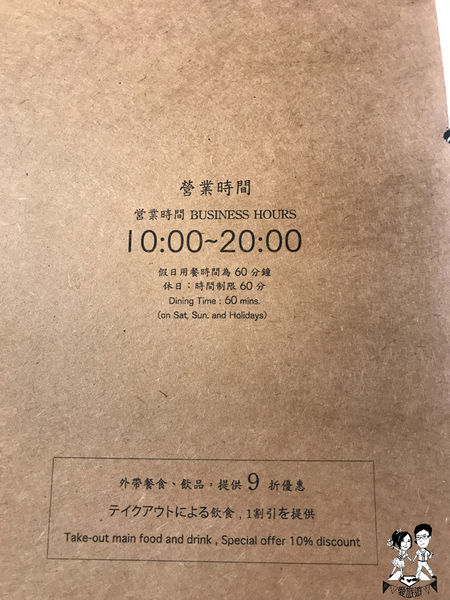 營業時間
営業時間 BUSINESS HOURS
10:00~20:00
假日用餐時間為 60 分鐘
休日：時間制限 60 分
Dining Time : 60 mins.
(on Sat, Sun. and Holidays)
外帶餐食、飲品，提供 9 折優惠
テイクアウトによる飲食 , 1割引を提供
Take-out main food and drink , Special offer 10% discount
愛旅遊